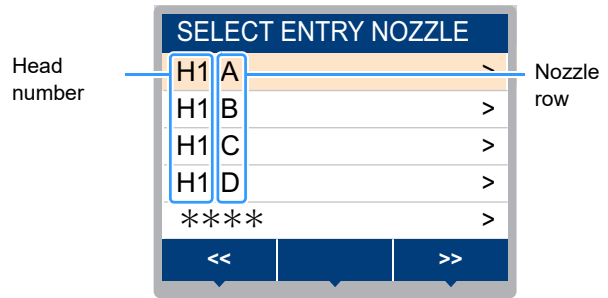 SELECT ENTRY NOZZLE
Head number
H1 A >
Nozzle row
H1 B >
H1 C >
H1 D >
**** >
<< >>